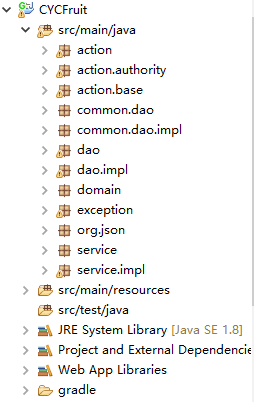 CYCFruit
src/main/java
action
action.authority
action.base
common.dao
common.dao.impl
dao
dao.impl
domain
exception
org.json
service
service.impl
src/main/resources
src/test/java
JRE System Library [Java SE 1.8]
Project and External Dependencie
Web App Libraries
gradle